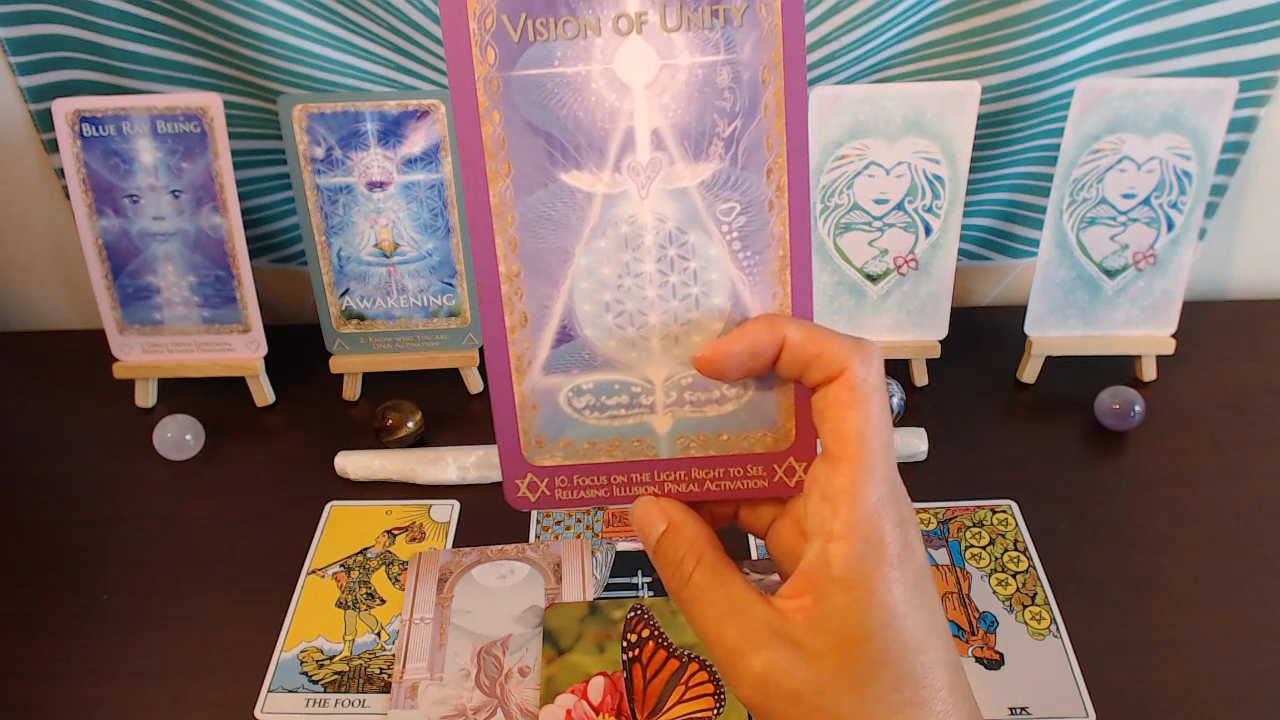 VISION OF UNITY
10. FOCUS ON THE LIGHT, RIGHT TO SEE,
RELEASING ILLUSION, PINEAL ACTIVATION
BLUE RAY BEING
AWAKENING
2. KNOW WHO YOU ARE,
DNA ACTIVATION
THE FOOL.
VII